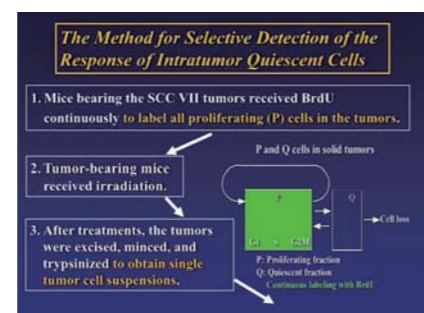 The Method for Selective Detection of the
Response of Intratumor Quiescent Cells
1. Mice bearing the SCC VII tumors received BrdU
continuously to label all proliferating (P) cells in the tumors.
2. Tumor-bearing mice
received irradiation.
3. After treatments, the tumors
were excised, minced, and
trypsinized to obtain single
tumor cell suspensions.
P and Q cells in solid tumors
P
Q
Cell loss
G1 S G2M
P: Proliferating fraction
Q: Quiescent fraction
Continuous labeling with BrdU